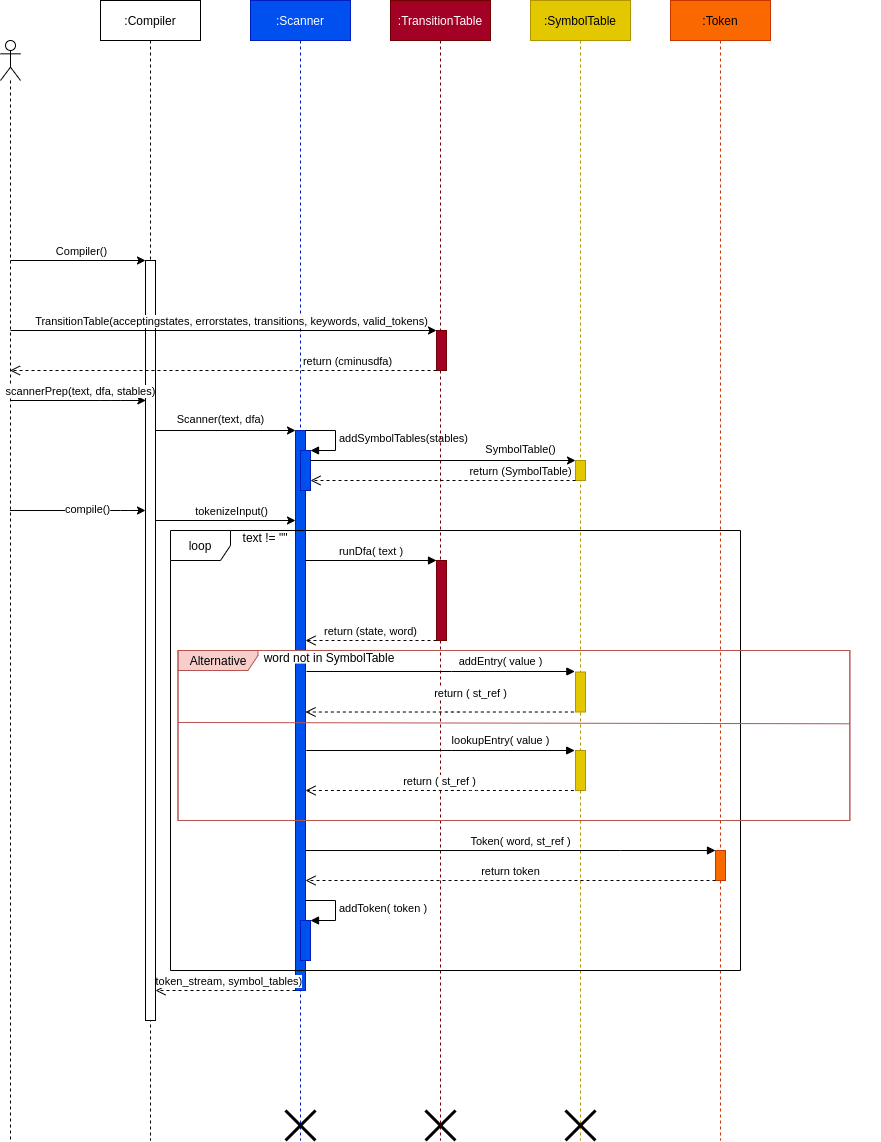 :Compiler
:Scanner
:TransitionTable
:SymbolTable
:Token
Compiler()
TransitionTable(acceptingstates, errorstates, transitions, keywords, valid_tokens)
return (cminusdfa)
scannerPrep(text, dfa, stables)
Scanner(text, dfa)
addSymbolTables(stables)
SymbolTable()
return (SymbolTable)
compile()
tokenizeInput()
loop
text != ""
runDfa( text )
return (state, word)
Alternative
word not in SymbolTable
addEntry( value )
return ( st_ref )
lookupEntry( value )
return ( st_ref )
Token( word, st_ref )
return token
addToken( token )
token_stream, symbol_tables)